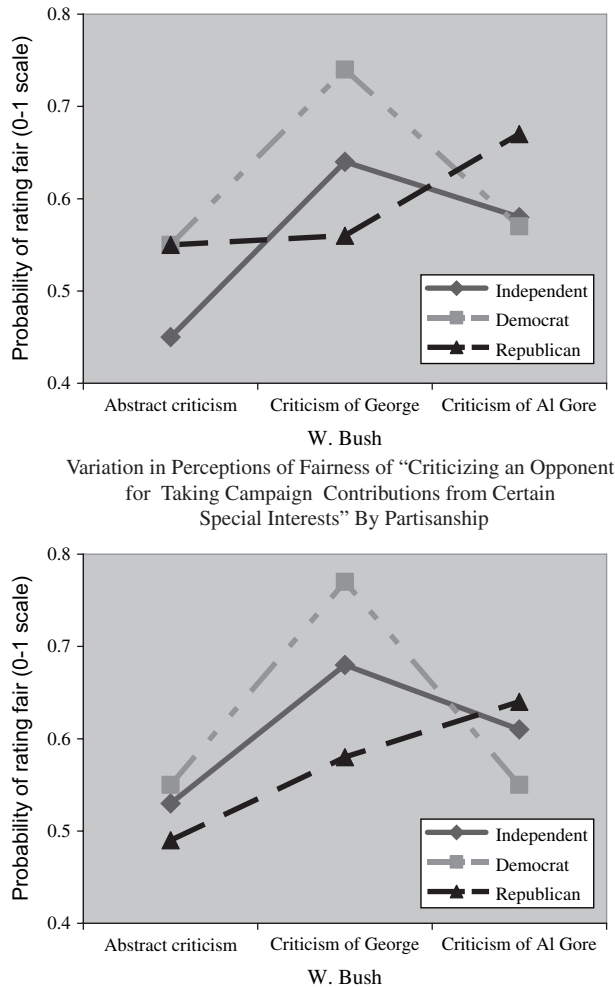 Probability of rating fair (0-1 scale)
0.8
0.7
0.6
0.5
0.4
Independent
Democrat
Republican
Abstract criticism
Criticism of George
Criticism of Al Gore
W. Bush
Variation in Perceptions of Fairness of “Criticizing an Opponent
for Taking Campaign Contributions from Certain
Special Interests” By Partisanship
Probability of rating fair (0-1 scale)
0.8
0.7
0.6
0.5
0.4
Independent
Democrat
Republican
Abstract criticism
Criticism of George
Criticism of Al Gore
W. Bush